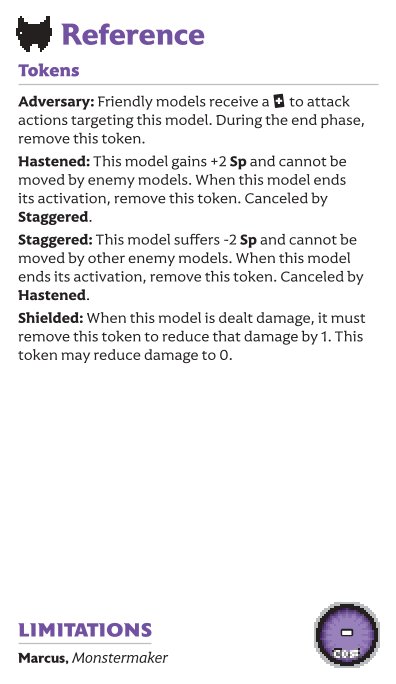 Reference
Tokens
Adversary: Friendly models receive a + to attack
actions targeting this model. During the end phase,
remove this token.
Hastened: This model gains +2 Sp and cannot be
moved by enemy models. When this model ends
its activation, remove this token. Canceled by
Staggered.
Staggered: This model suffers -2 Sp and cannot be
moved by other enemy models. When this model
ends its activation, remove this token. Canceled by
Hastened.
Shielded: When this model is dealt damage, it must
remove this token to reduce that damage by 1. This
token may reduce damage to 0.
LIMITATIONS
Marcus, Monstermaker
-